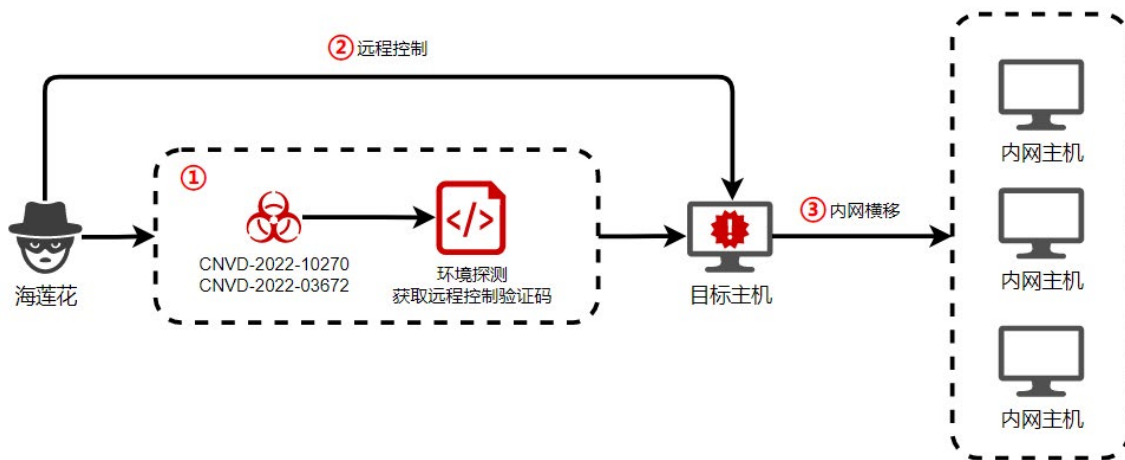 ②远程控制
①
CNVD-2022-10270
CNVD-2022-03672
</>
环境探测
获取远程控制验证码
海莲花
目标主机
③内网横移
内网主机
内网主机
内网主机